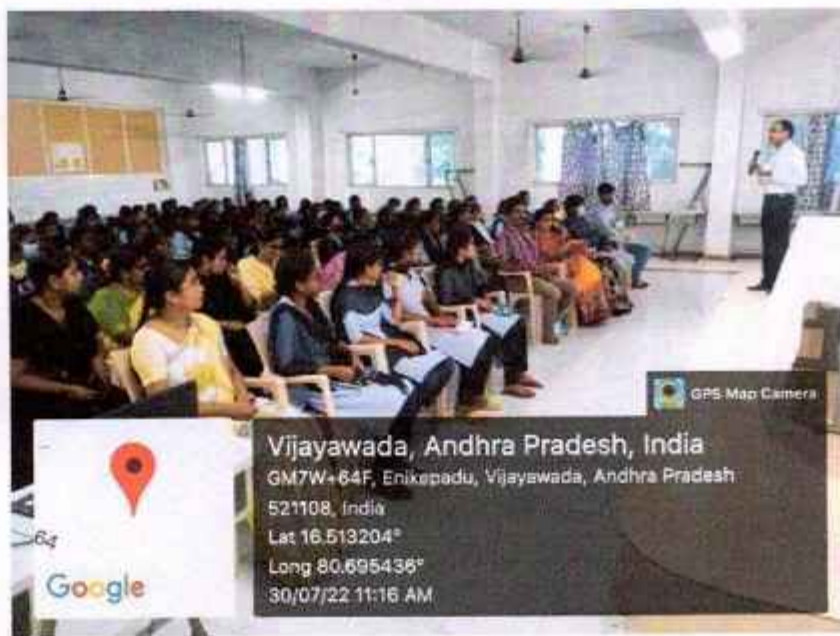 GPS Map Camera
Vijayawada, Andhra Pradesh, India
GM7W+64F, Enikepadu, Vijayawada, Andhra Pradesh
521108, India
Lat 16.513204°
Long 80.695436°
30/07/22 11:16 AM
64
Google